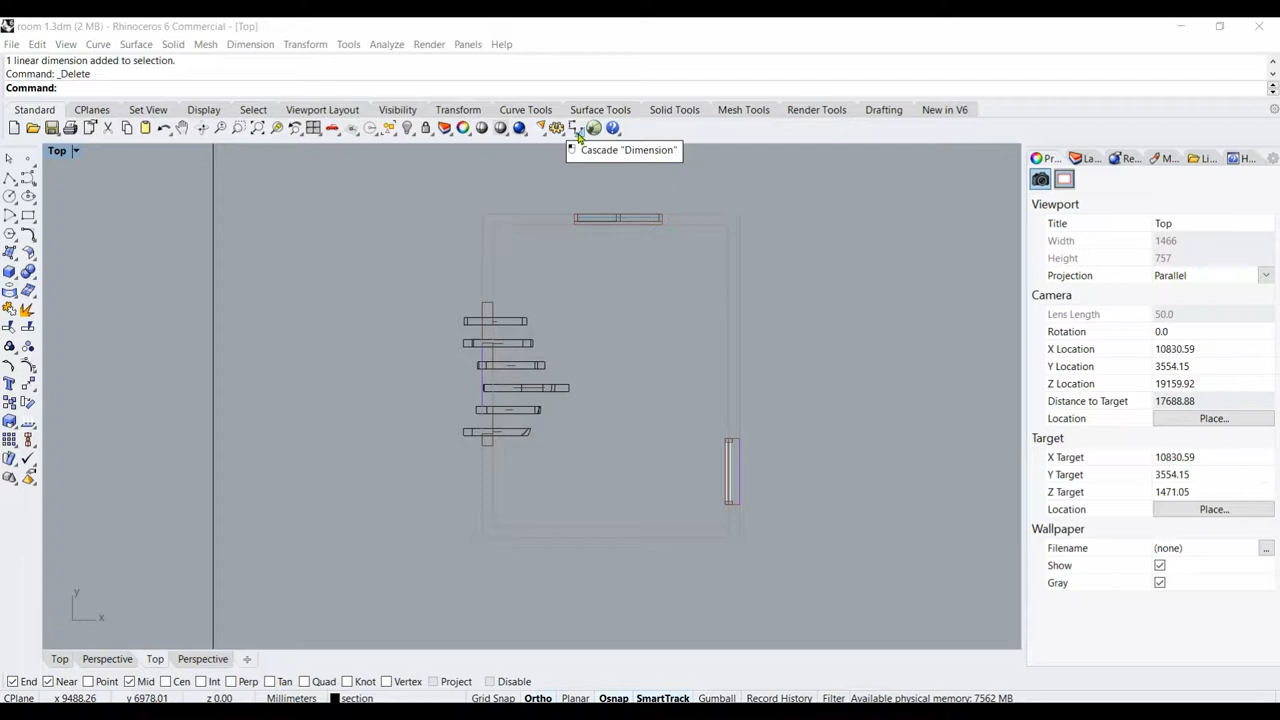 room 1.3dm (2 MB) - Rhinoceros 6 Commercial - [Top]
File Edit View Curve Surface Solid Mesh Dimension Transform Tools Analyze Render Panels Help
1 linear dimension added to selection.
Command: _Delete
Command:
Standard CPlanes Set View Display Select Viewport Layout Visibility Transform Curve Tools Surface Tools Solid Tools Mesh Tools Render Tools Drafting New in V6
Cascade "Dimension"
Top
Pr... La... Re... M... Li... H...
Viewport
Title Top
Width 1466
Height 757
Projection Parallel
Camera
Lens Length 50.0
Rotation 0.0
X Location 10830.59
Y Location 3554.15
Z Location 19159.92
Distance to Target 17688.88
Location Place...
Target
X Target 10830.59
Y Target 3554.15
Z Target 1471.05
Location Place...
Wallpaper
Filename (none) ...
Show
Gray
y
x
Top Perspective Top Perspective
End Near Point Mid Cen Int Perp Tan Quad Knot Vertex Project Disable
CPlane x 9488.26 y 6978.01 z 0.00 Millimeters section Grid Snap Ortho Planar Osnap SmartTrack Gumball Record History Filter Available physical memory: 7562 MB